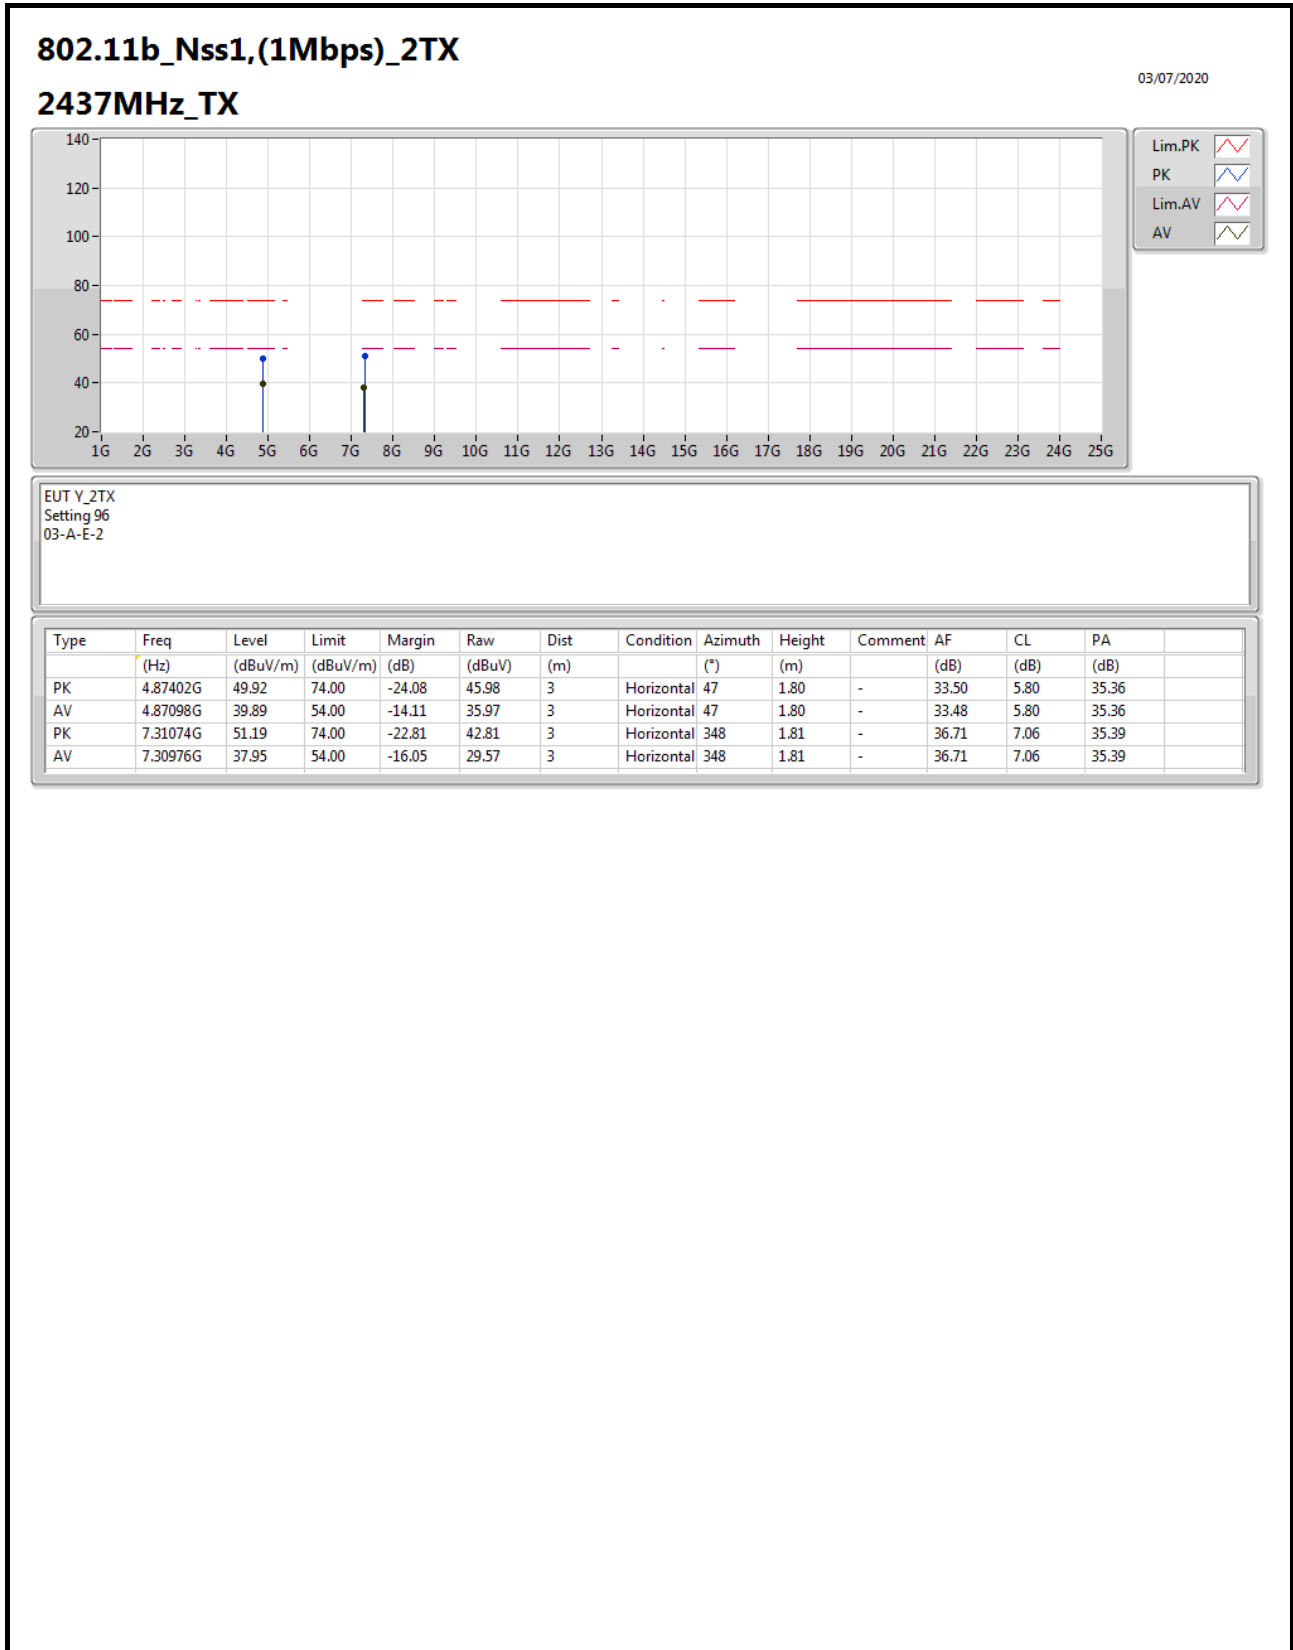 802.11b_Nss1,(1Mbps)_2TX
03/07/2020
2437MHz_TX
140
120
100
80
60
40
20
1G 2G 3G 4G 5G 6G 7G 8G 9G 10G 11G 12G 13G 14G 15G 16G 17G 18G 19G 20G 21G 22G 23G 24G 25G
Lim.PK
PK
Lim.AV
AV
EUT Y_2TX
Setting 96
03-A-E-2
Type Freq Level Limit Margin Raw Dist Condition Azimuth Height Comment AF CL PA
(Hz) (dBuV/m) (dBuV/m) (dB) (dBuV) (m) (°) (m) (dB) (dB) (dB)
PK 4.87402G 49.92 74.00 -24.08 45.98 3 Horizontal 47 1.80 - 33.50 5.80 35.36
AV 4.87098G 39.89 54.00 -14.11 35.97 3 Horizontal 47 1.80 - 33.48 5.80 35.36
PK 7.31074G 51.19 74.00 -22.81 42.81 3 Horizontal 348 1.81 - 36.71 7.06 35.39
AV 7.30976G 37.95 54.00 -16.05 29.57 3 Horizontal 348 1.81 - 36.71 7.06 35.39